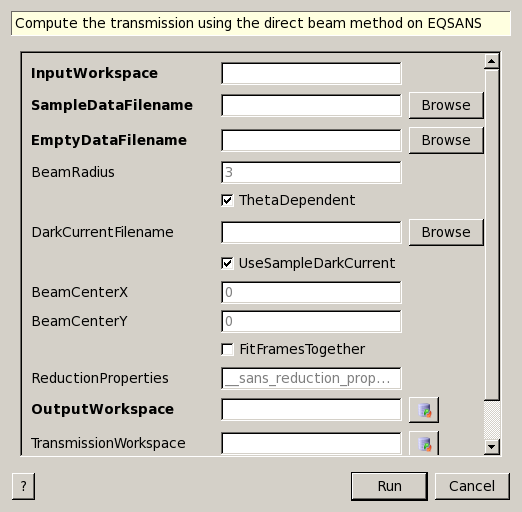 Compute the transmission using the direct beam method on EQSANS
InputWorkspace
SampleDataFilename Browse
EmptyDataFilename Browse
BeamRadius 3
ThetaDependent
DarkCurrentFilename Browse
UseSampleDarkCurrent
BeamCenterX 0
BeamCenterY 0
FitFramesTogether
ReductionProperties __sans_reduction_prop...
OutputWorkspace
TransmissionWorkspace
? Run Cancel